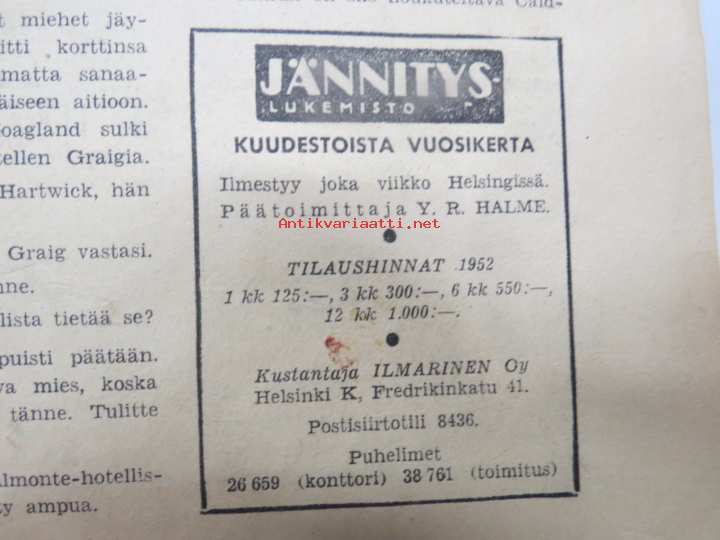 t miehet jäy-
itti korttinsa
matta sanaa-
äiseen aitioon.
oagland sulki
ellen Graigia.
Hartwick, hän
Graig vastasi.
nne.
lista tietää se?
puisti päätään.
va mies, koska
tänne. Tulitte
lmonte-hotellis-
ty ampua.
JÄNNITYS-
LUKEMISTO
KUUDESTOISTA VUOSIKERTA
Ilmestyy joka viikko Helsingissä.
Päätoimittaja Y. R. HALME.
Antikvariaatti.net
TILAUSHINNAT 1952
1 kk 125:—, 3 kk 300:—, 6 kk 550:—,
12 kk 1.000:—.
Kustantaja ILMARINEN Oy
Helsinki K, Fredrikinkatu 41.
Postisiirtotili 8436.
Puhelimet
26 659 (konttori) 38 761 (toimitus)